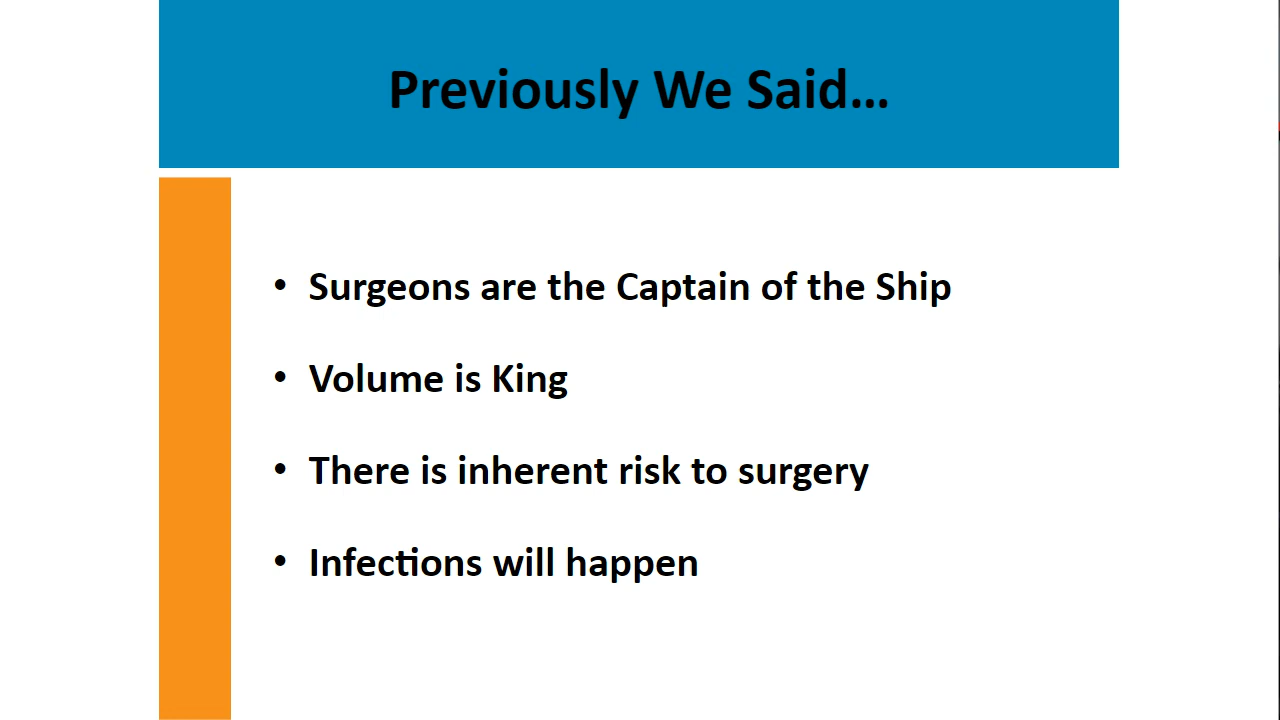 Previously We Said...
• Surgeons are the Captain of the Ship
• Volume is King
• There is inherent risk to surgery
• Infections will happen